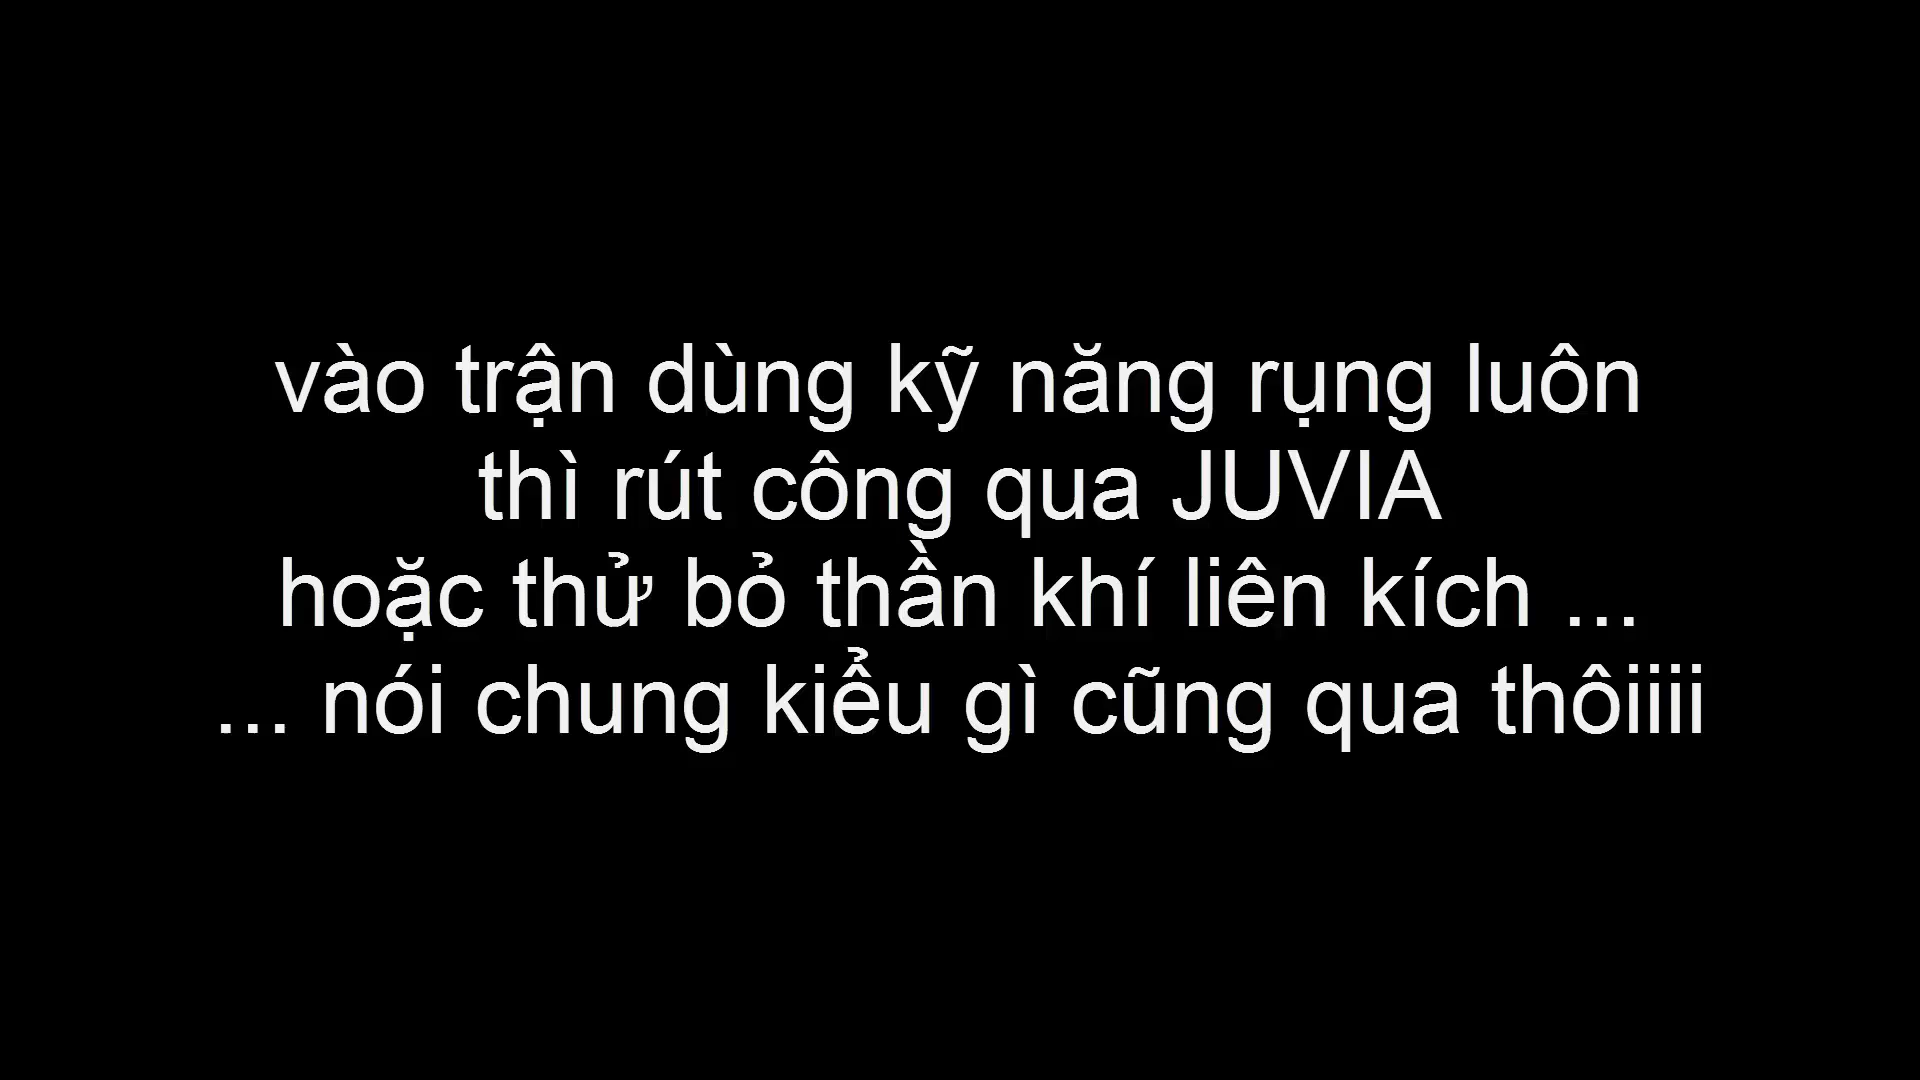 vào trận dùng kỹ năng rụng luôn
thì rút công qua JUVIA
hoặc thử bỏ thần khí liên kích ...
... nói chung kiểu gì cũng qua thôiiii